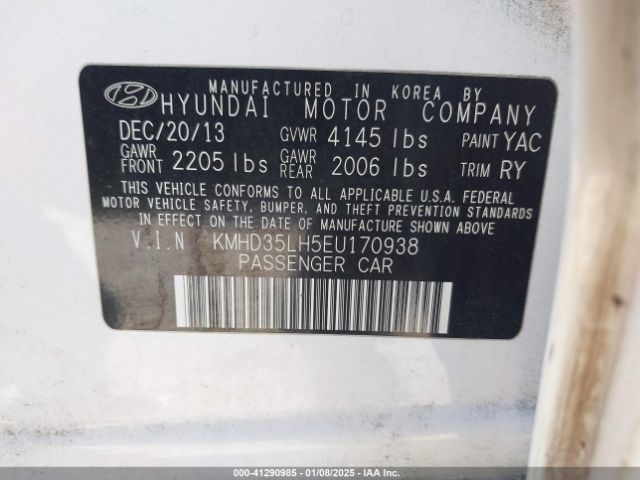 MANUFACTURED IN KOREA BY
HYUNDAI MOTOR COMPANY
DEC/20/13 GVWR 4145 lbs PAINT YAC
GAWR FRONT 2205 lbs GAWR REAR 2006 lbs TRIM RY
THIS VEHICLE CONFORMS TO ALL APPLICABLE U.S.A. FEDERAL
MOTOR VEHICLE SAFETY, BUMPER, AND THEFT PREVENTION STANDARDS
IN EFFECT ON THE DATE OF MANUFACTURE SHOWN ABOVE.
V.I.N KMHD35LH5EU170938
PASSENGER CAR
000-41290985 - 01/08/2025 - IAA Inc.